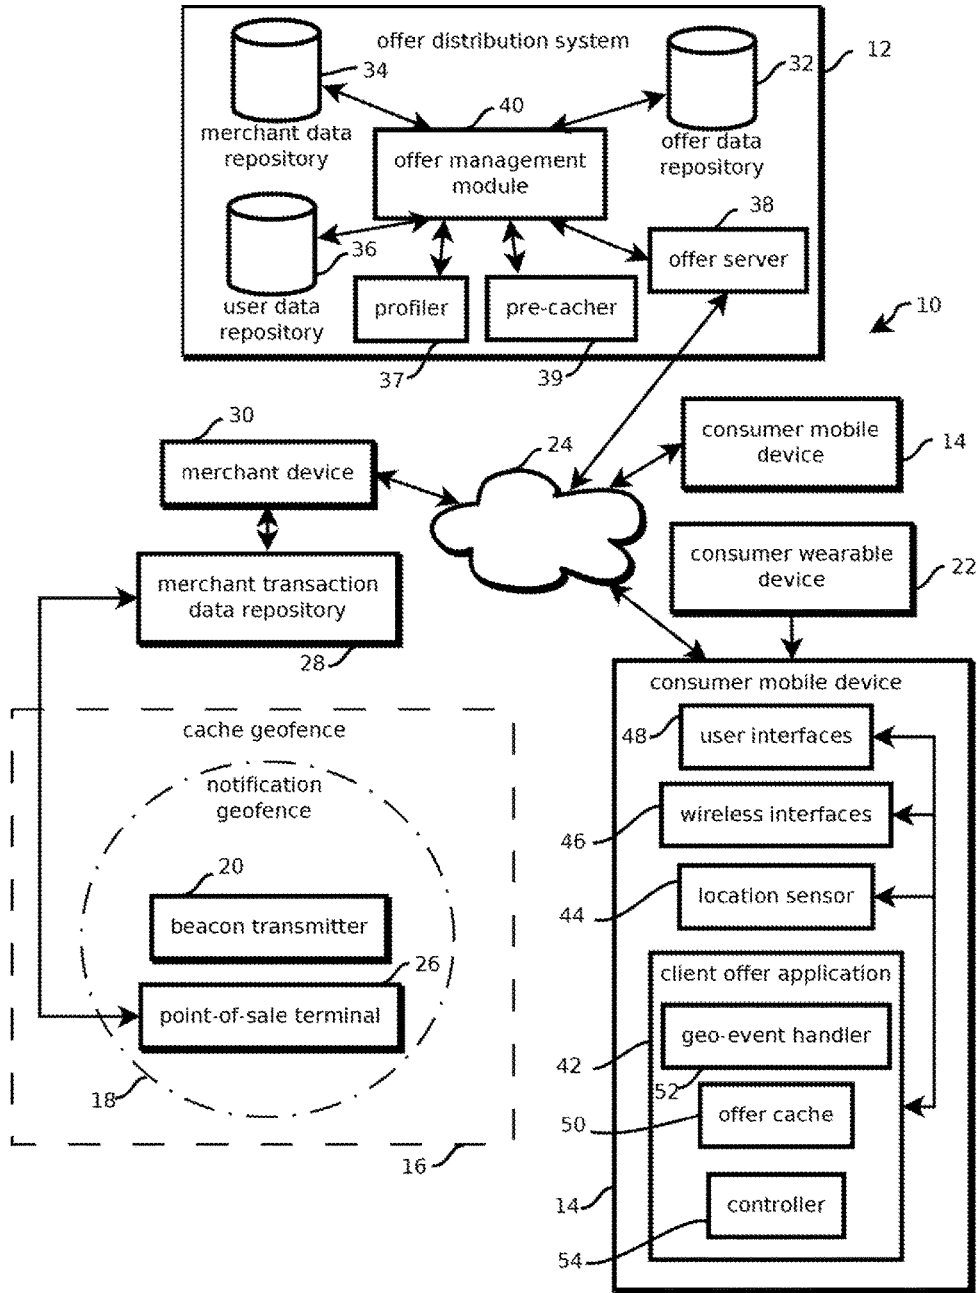 offer distribution system
12
34
32
40
merchant data
repository
offer management
module
offer data
repository
38
36
offer server
user data
repository
profiler
pre-cacher
10
37
39
30
24
consumer mobile
device
14
merchant device
consumer wearable
device
22
merchant transaction
data repository
28
consumer mobile device
cache geofence
48
user interfaces
notification
geofence
46
wireless interfaces
20
44
location sensor
beacon transmitter
26
client offer application
point-of-sale terminal
geo-event handler
42
52
18
50
offer cache
16
14
controller
54